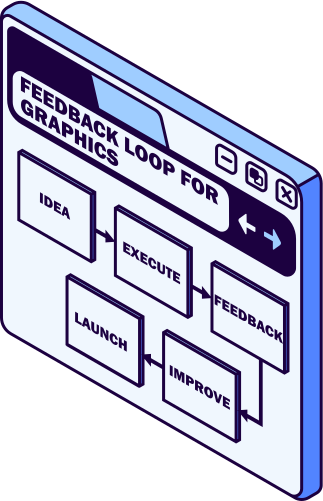 FEEDBACK LOOP FOR
GRAPHICS
IDEA
EXECUTE
FEEDBACK
IMPROVE
LAUNCH